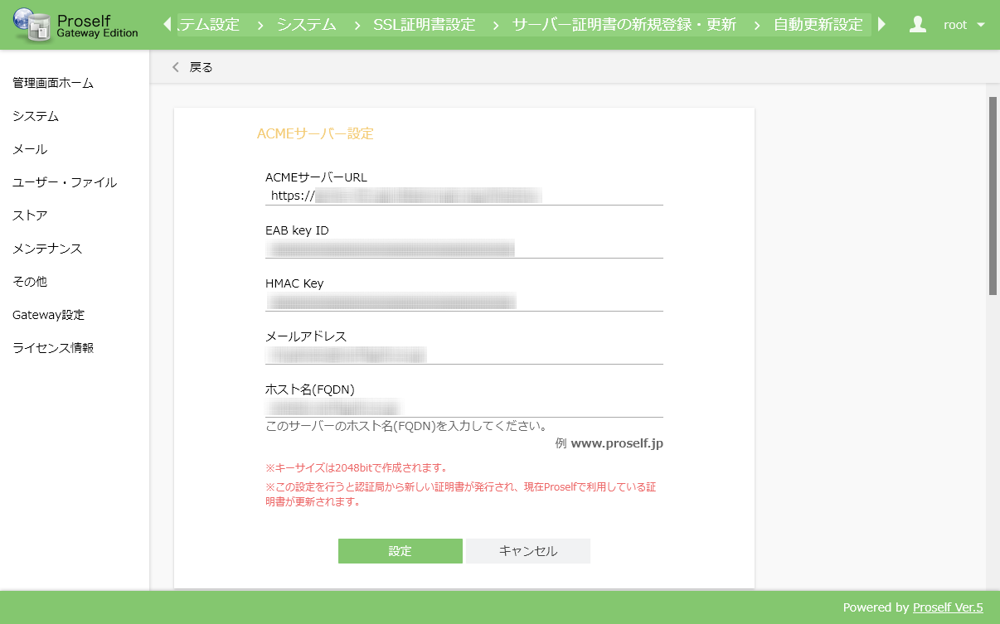 Proself
Gateway Edition
ステム設定 › システム › SSL証明書設定 › サーバー証明書の新規登録・更新 › 自動更新設定
root
戻る
管理画面ホーム
システム
メール
ユーザー・ファイル
ストア
メンテナンス
その他
Gateway設定
ライセンス情報
ACMEサーバー設定
ACMEサーバーURL
https://
EAB key ID
HMAC Key
メールアドレス
ホスト名(FQDN)
このサーバーのホスト名(FQDN)を入力してください。
例 www.proself.jp
※キーサイズは2048bitで作成されます。
※この設定を行うと認証局から新しい証明書が発行され、現在Proselfで利用している証
明書が更新されます。
設定
キャンセル
Powered by Proself Ver.5